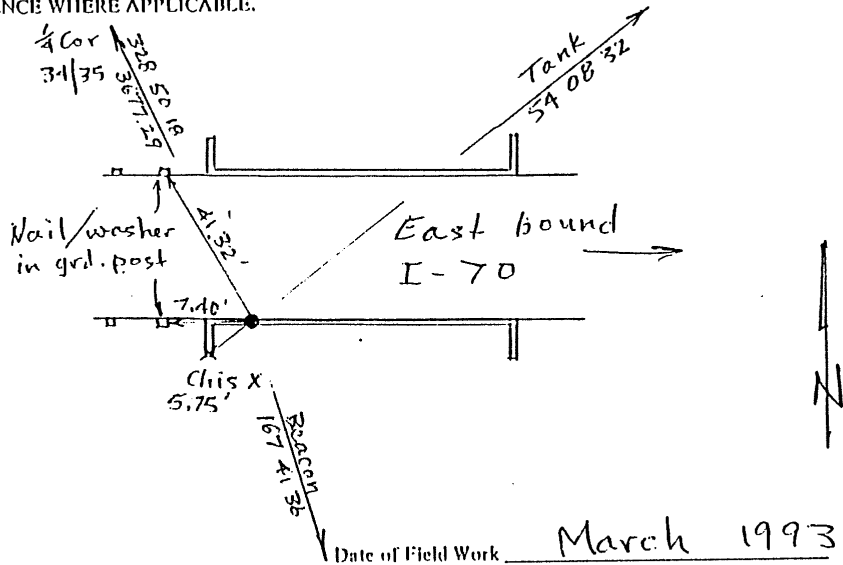 NCE WHERE APPLICABLE.
¼ Cor
34/35
328 50 18
3677.29
Tank
54 08 32
Nail/washer
in grd. post
41.32'
East bound
I-70
7.40'
Chis X
5.75'
Beacon
167 41 36
N
Date of Field Work March 1993